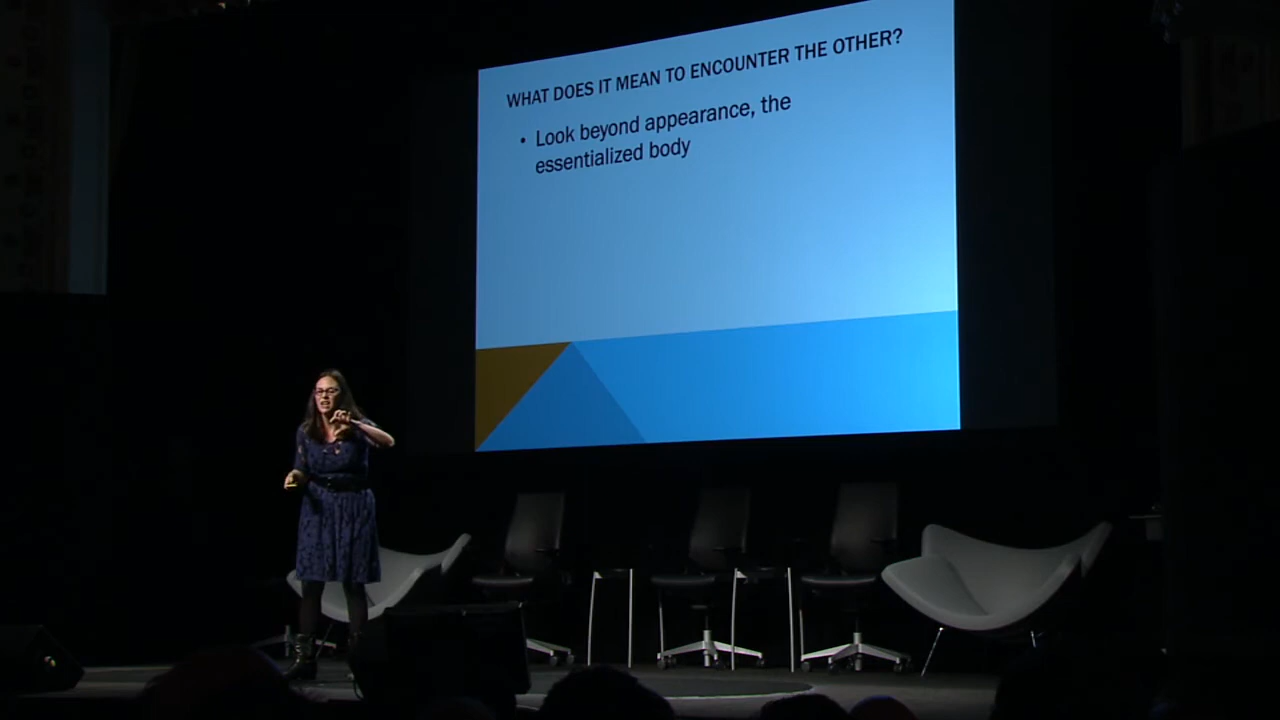 WHAT DOES IT MEAN TO ENCOUNTER THE OTHER?
• Look beyond appearance, the
essentialized body